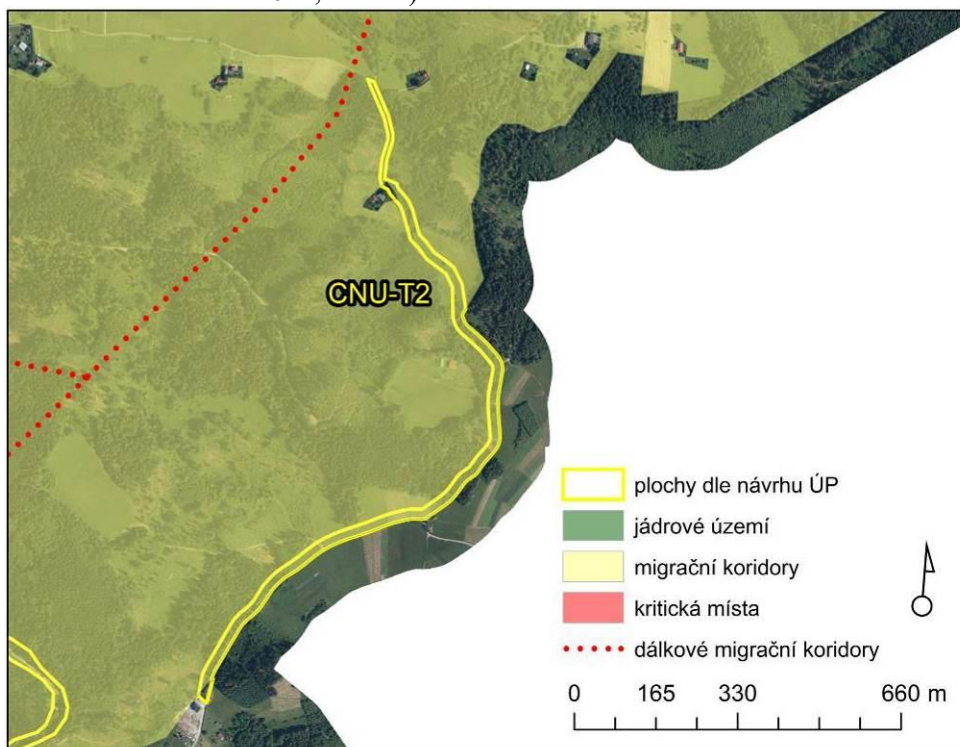 CNU-T2
plochy dle návrhu ÚP
jádrové území
migrační koridory
kritická místa
dálkové migrační koridory
0 165 330 660 m